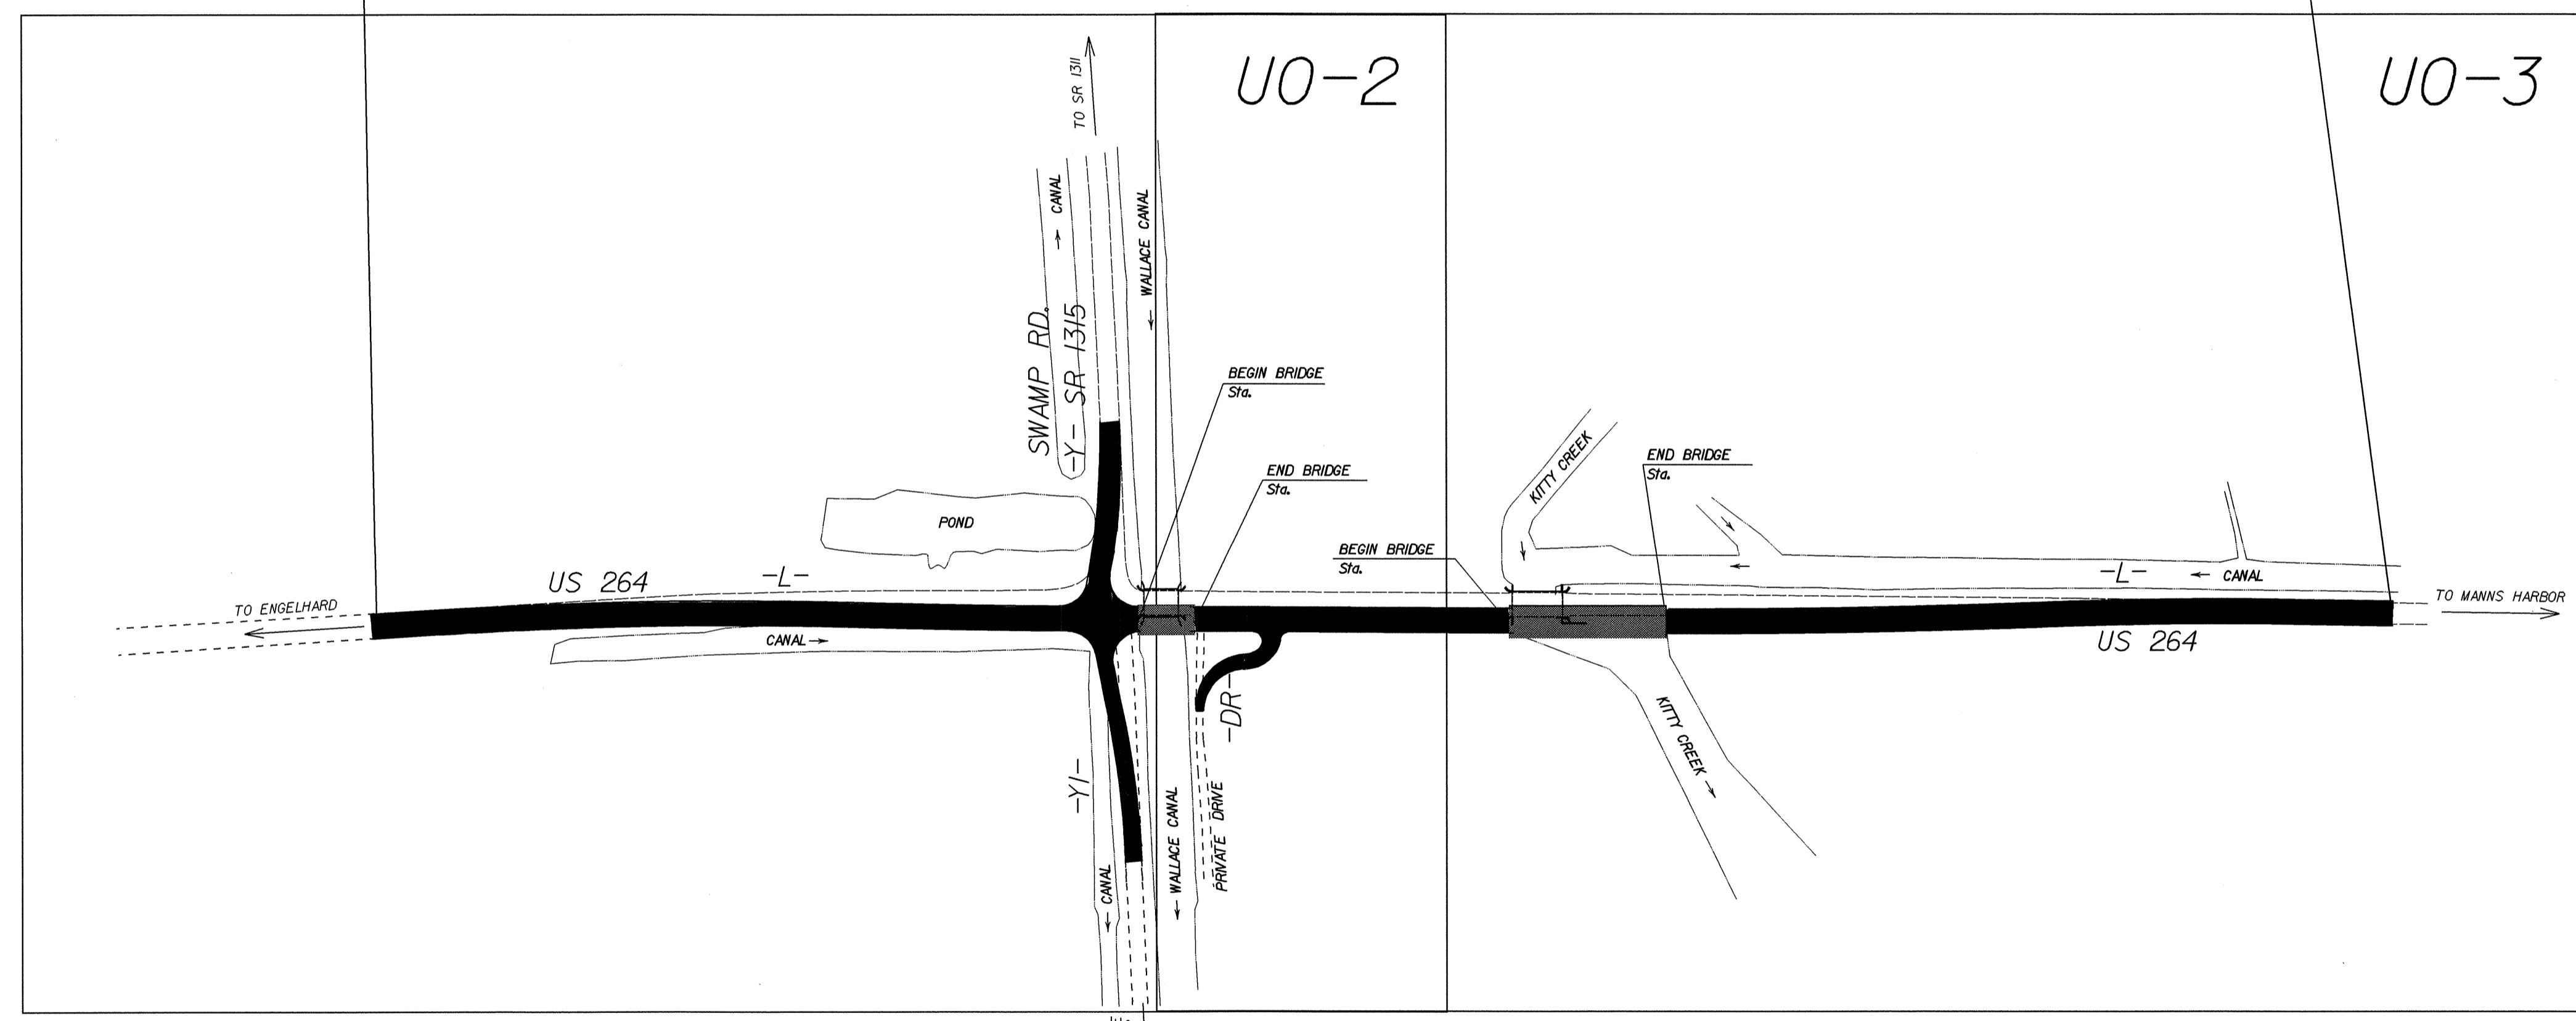 UO-2
UO-3
TO SR 1311
CANAL
WALLACE CANAL
SWAMP RD.
-Y- SR 1315
BEGIN BRIDGE
Sta.
END BRIDGE
Sta.
BEGIN BRIDGE
Sta.
END BRIDGE
Sta.
KITTY CREEK
POND
US 264
-L-
-L-
CANAL
TO ENGELHARD
TO MANNS HARBOR
CANAL
US 264
-DR-
KITTY CREEK
-Y1-
WALLACE CANAL
PRIVATE DRIVE
CANAL